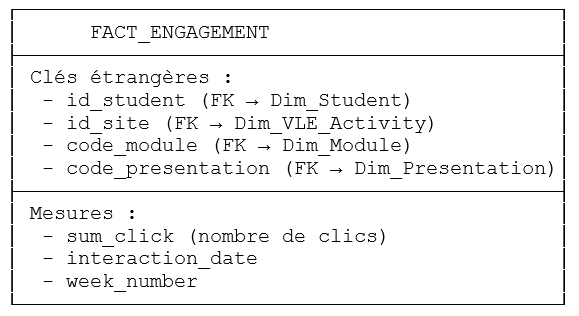 FACT_ENGAGEMENT
Clés étrangères :
- id_student (FK → Dim_Student)
- id_site (FK → Dim_VLE_Activity)
- code_module (FK → Dim_Module)
- code_presentation (FK → Dim_Presentation)
Mesures :
- sum_click (nombre de clics)
- interaction_date
- week_number